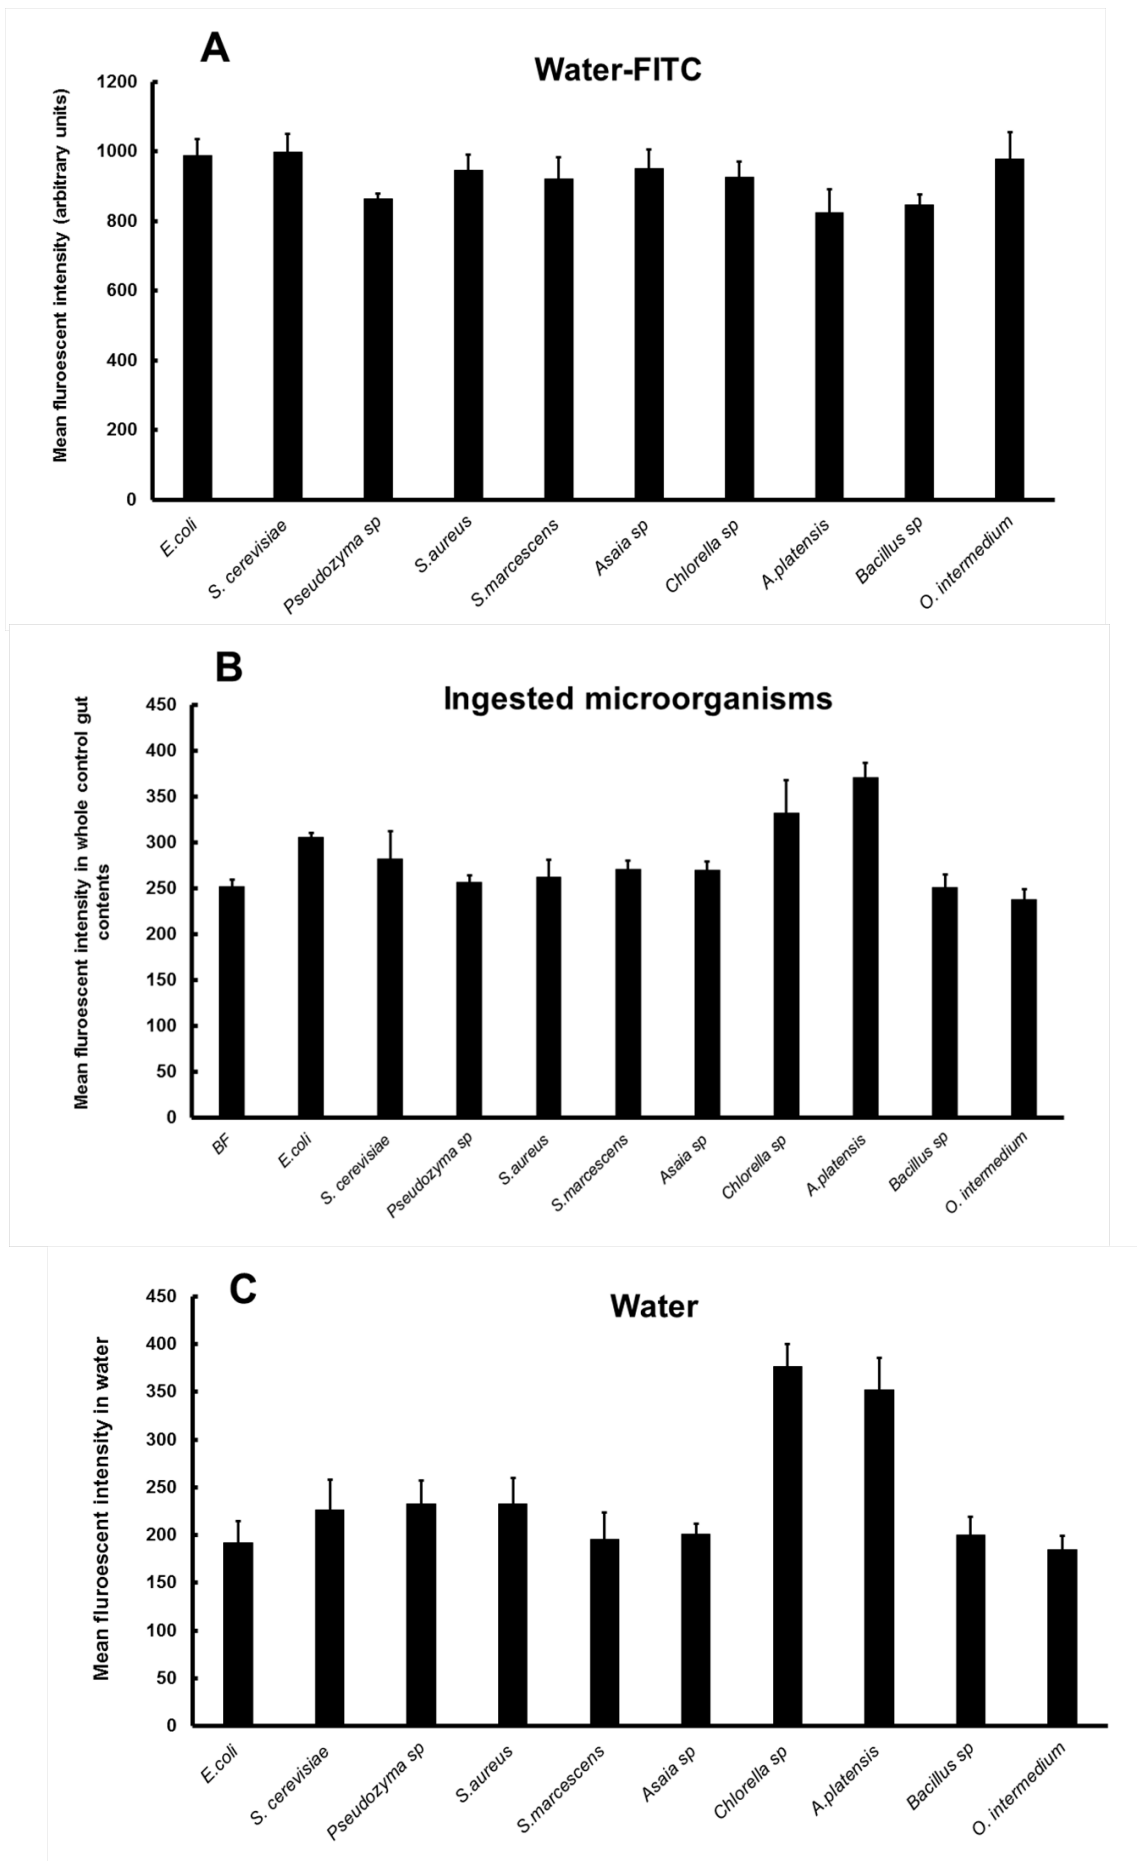 A
Water-FITC
Mean fluroescent intensity (arbitrary units)
1200
1000
800
600
400
200
0
E.coli
S. cerevisiae
Pseudozyma sp
S.aureus
S.marcescens
Asaia sp
Chlorella sp
A.platensis
Bacillus sp
O. intermedium
B
Ingested microorganisms
Mean fluroescent intensity in whole control gut
contents
450
400
350
300
250
200
150
100
50
0
BF
E.coli
S. cerevisiae
Pseudozyma sp
S.aureus
S.marcescens
Asaia sp
Chlorella sp
A.platensis
Bacillus sp
O. intermedium
C
Water
Mean fluroescent intensity in water
450
400
350
300
250
200
150
100
50
0
E.coli
S. cerevisiae
Pseudozyma sp
S.aureus
S.marcescens
Asaia sp
Chlorella sp
A.platensis
Bacillus sp
O. intermedium